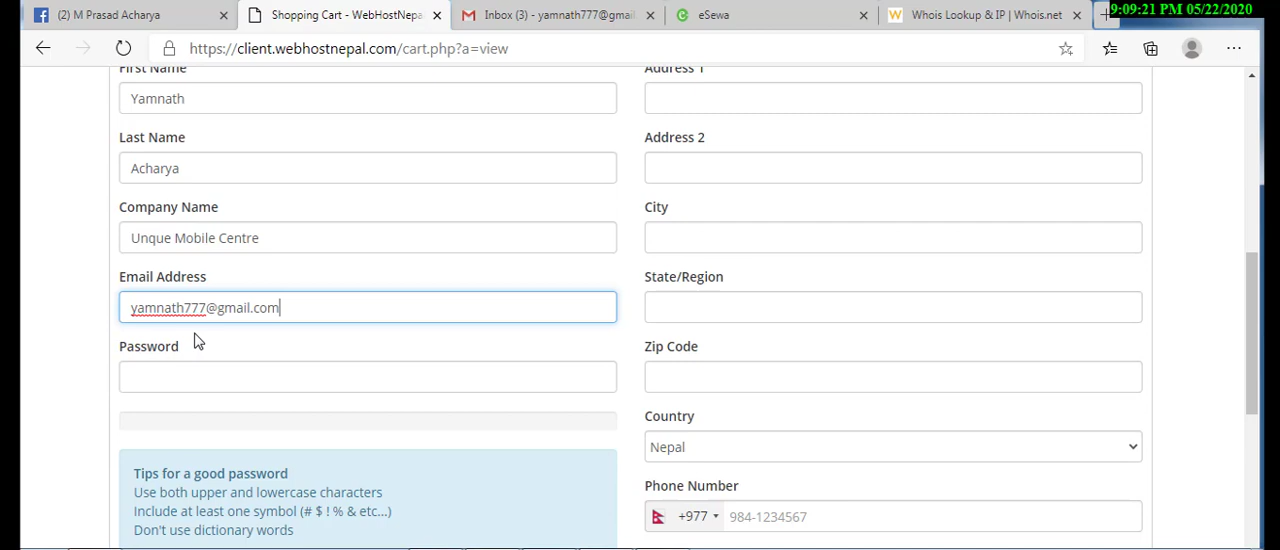 (2) M Prasad Acharya
Shopping Cart - WebHostNepa
Inbox (3) - yamnath777@gmail
eSewa
Whois Lookup & IP | Whois.net
9:09:21 PM 05/22/2020
https://client.webhostnepal.com/cart.php?a=view
First Name
Yamnath
Last Name
Acharya
Company Name
Unque Mobile Centre
Email Address
yamnath777@gmail.com
Password
Tips for a good password
Use both upper and lowercase characters
Include at least one symbol (# $ ! % & etc...)
Don't use dictionary words
Address 1
Address 2
City
State/Region
Zip Code
Country
Nepal
Phone Number
+977 984-1234567